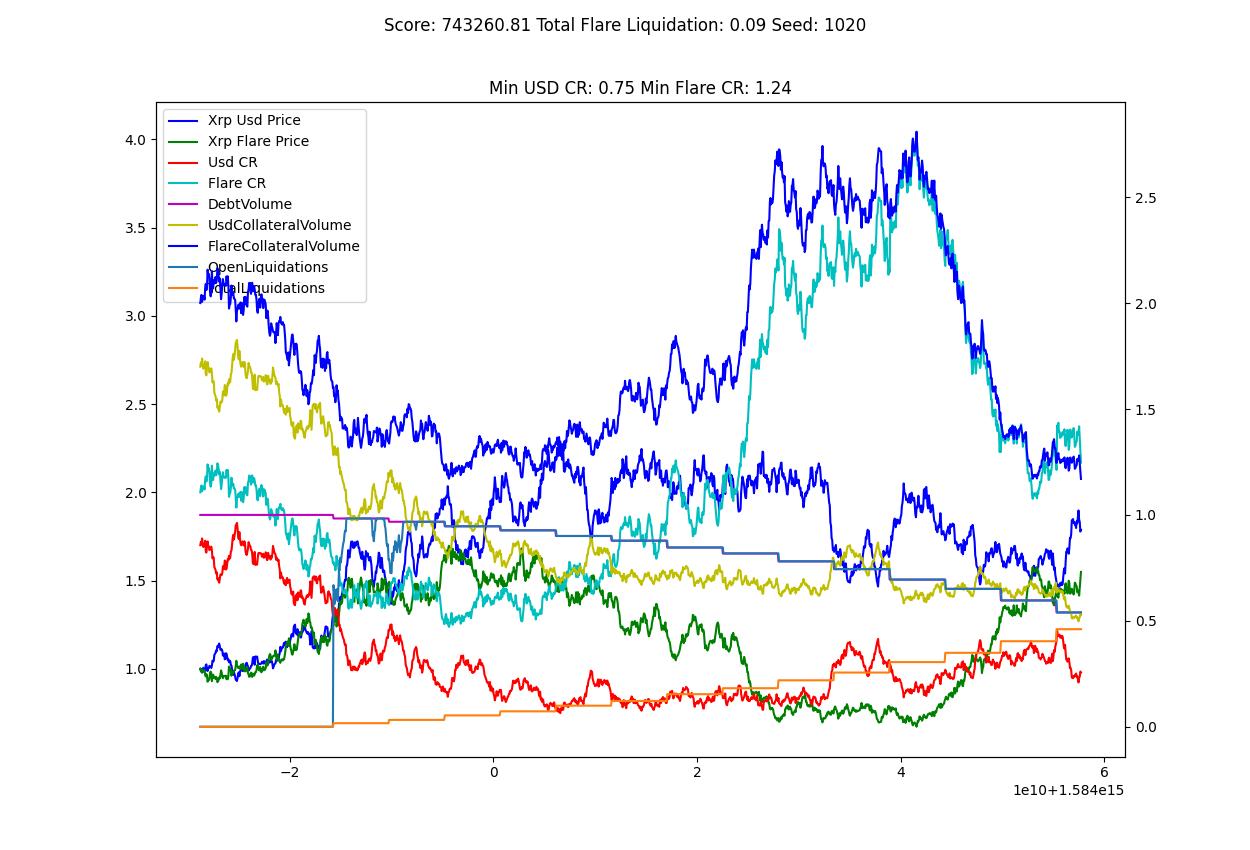 Score: 743260.81 Total Flare Liquidation: 0.09 Seed: 1020
Min USD CR: 0.75 Min Flare CR: 1.24
Xrp Usd Price
Xrp Flare Price
Usd CR
Flare CR
DebtVolume
UsdCollateralVolume
FlareCollateralVolume
OpenLiquidations
TotalLiquidations
4.0
3.5
3.0
2.5
2.0
1.5
1.0
2.5
2.0
1.5
1.0
0.5
0.0
−2 0 2 4 6
1e10+1.584e15